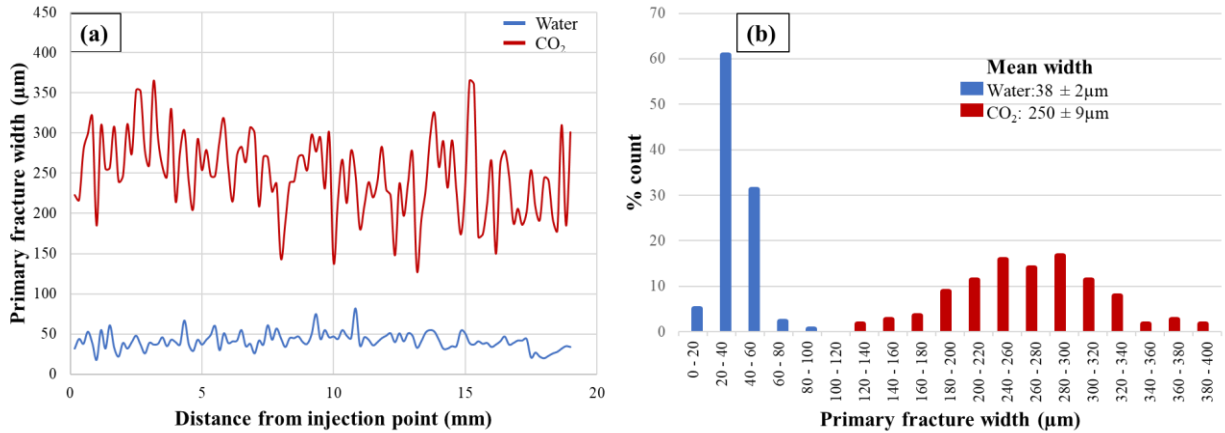 (a)
Water
CO₂
Primary fracture width (µm)
450
400
350
300
250
200
150
100
50
0
0 5 10 15 20
Distance from injection point (mm)
(b)
Mean width
Water:38 ± 2µm
CO₂: 250 ± 9µm
% count
70
60
50
40
30
20
10
0
0 - 20
20 - 40
40 - 60
60 - 80
80 - 100
100 - 120
120 - 140
140 - 160
160 - 180
180 - 200
200 - 220
220 - 260
240 - 260
260 - 280
280 - 300
300 - 320
320 - 340
340 - 360
360 - 380
380 - 400
Primary fracture width (µm)